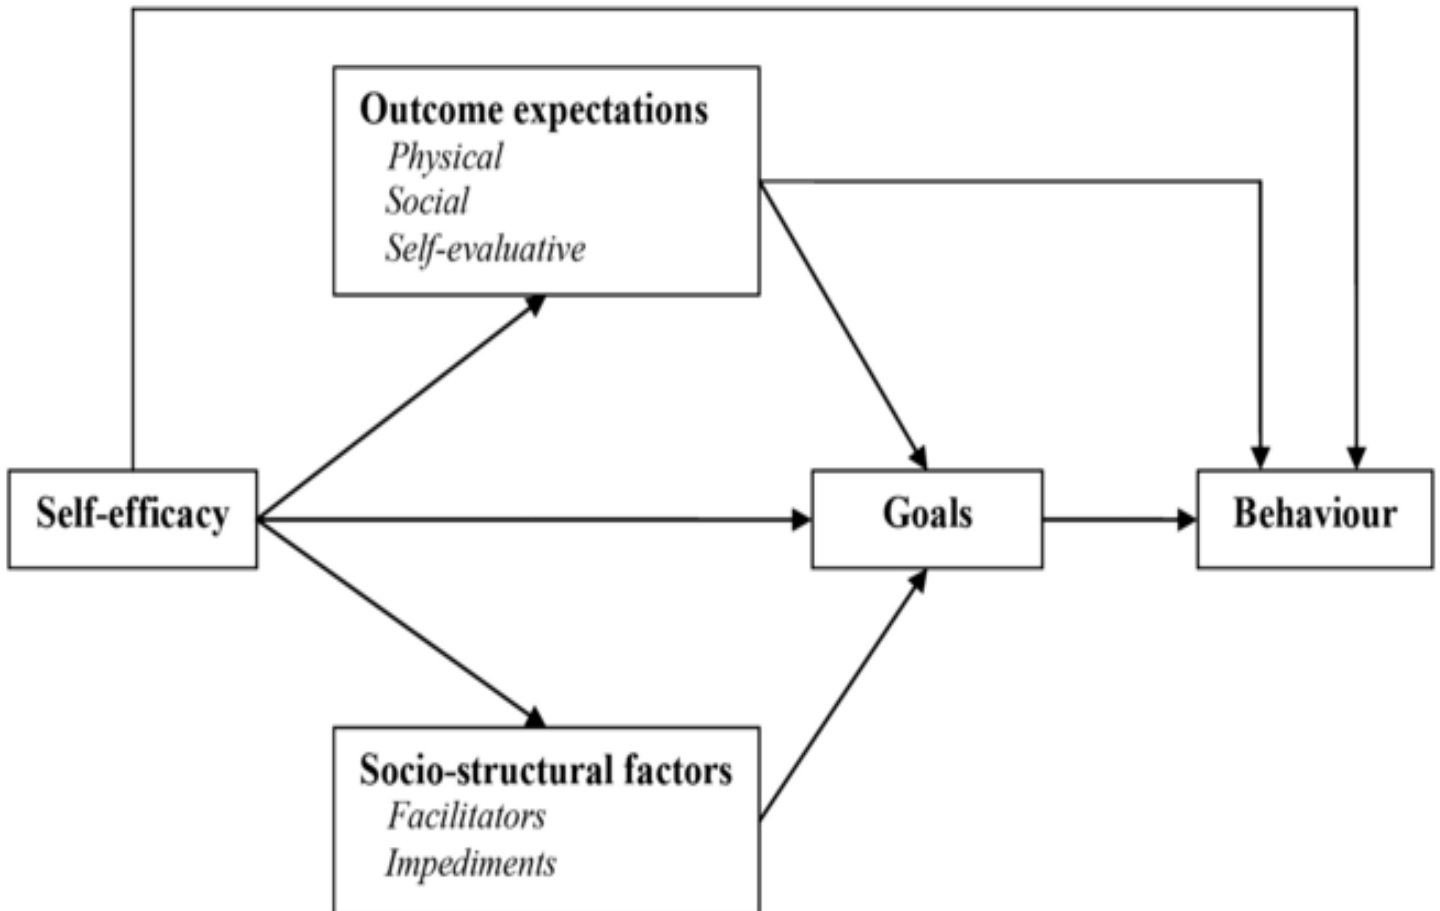 Outcome expectations
Physical
Social
Self-evaluative
Self-efficacy
Goals
Behaviour
Socio-structural factors
Facilitators
Impediments